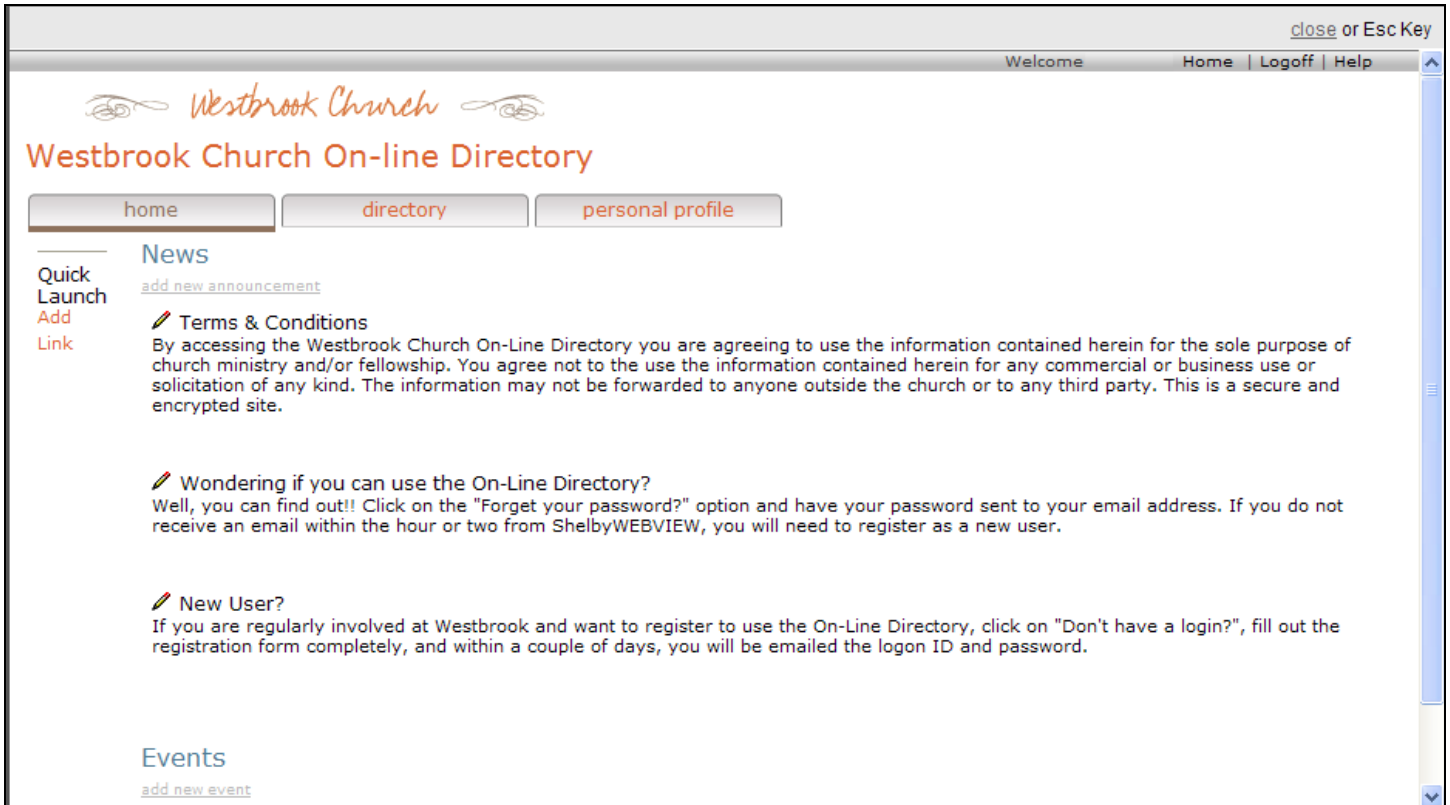 close or Esc Key
Welcome Home | Logoff | Help
Westbrook Church
Westbrook Church On-line Directory
home directory personal profile
Quick
Launch
Add
Link
News
add new announcement
Terms & Conditions
By accessing the Westbrook Church On-Line Directory you are agreeing to use the information contained herein for the sole purpose of
church ministry and/or fellowship. You agree not to the use the information contained herein for any commercial or business use or
solicitation of any kind. The information may not be forwarded to anyone outside the church or to any third party. This is a secure and
encrypted site.
Wondering if you can use the On-Line Directory?
Well, you can find out!! Click on the "Forget your password?" option and have your password sent to your email address. If you do not
receive an email within the hour or two from ShelbyWEBVIEW, you will need to register as a new user.
New User?
If you are regularly involved at Westbrook and want to register to use the On-Line Directory, click on "Don't have a login?", fill out the
registration form completely, and within a couple of days, you will be emailed the logon ID and password.
Events
add new event